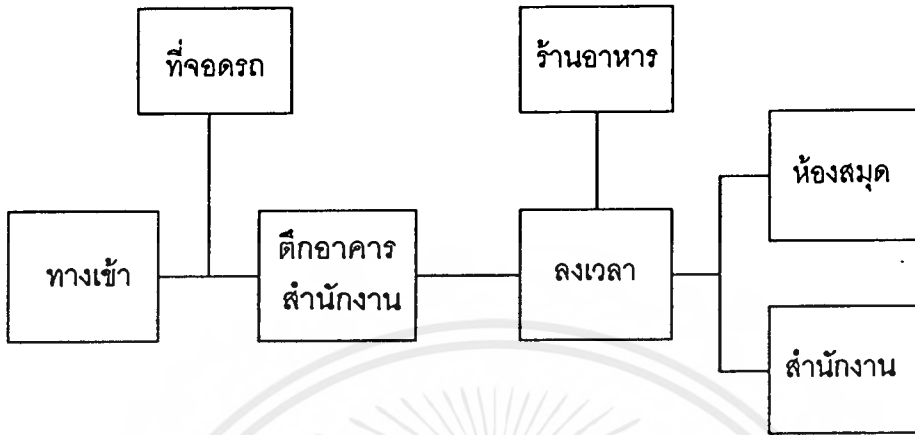 ที่จอดรถ
ร้านอาหาร
ห้องสมุด
ทางเข้า
ตึกอาคาร
สำนักงาน
ลงเวลา
สำนักงาน